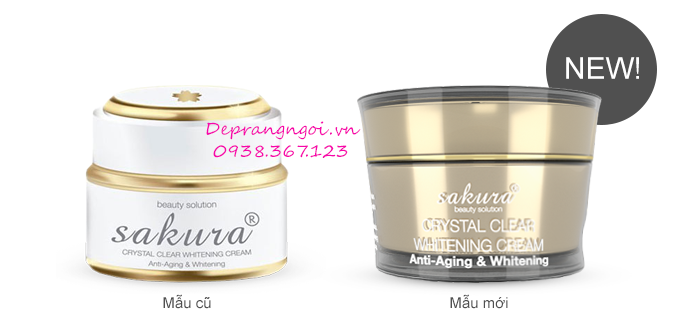 NEW!
Deprangngoi.vn
0938.367.123
beauty solution
sakura®
CRYSTAL CLEAR WHITENING CREAM
Anti-Aging & Whitening
sakura®
beauty solution
CRYSTAL CLEAR
WHITENING CREAM
Anti-Aging & Whitening
Mẫu cũ
Mẫu mới